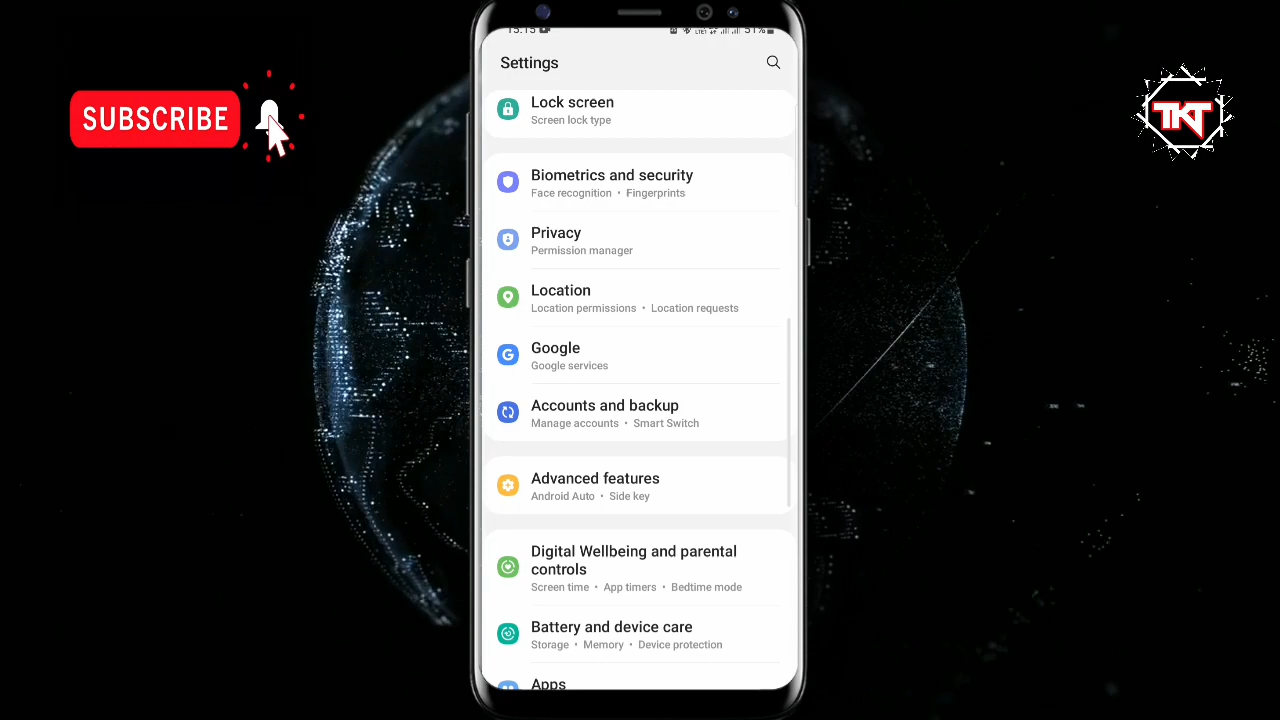 15:15
51%
Settings
SUBSCRIBE
TKT
Lock screen
Screen lock type
Biometrics and security
Face recognition • Fingerprints
Privacy
Permission manager
Location
Location permissions • Location requests
Google
Google services
Accounts and backup
Manage accounts • Smart Switch
Advanced features
Android Auto • Side key
Digital Wellbeing and parental
controls
Screen time • App timers • Bedtime mode
Battery and device care
Storage • Memory • Device protection
Apps